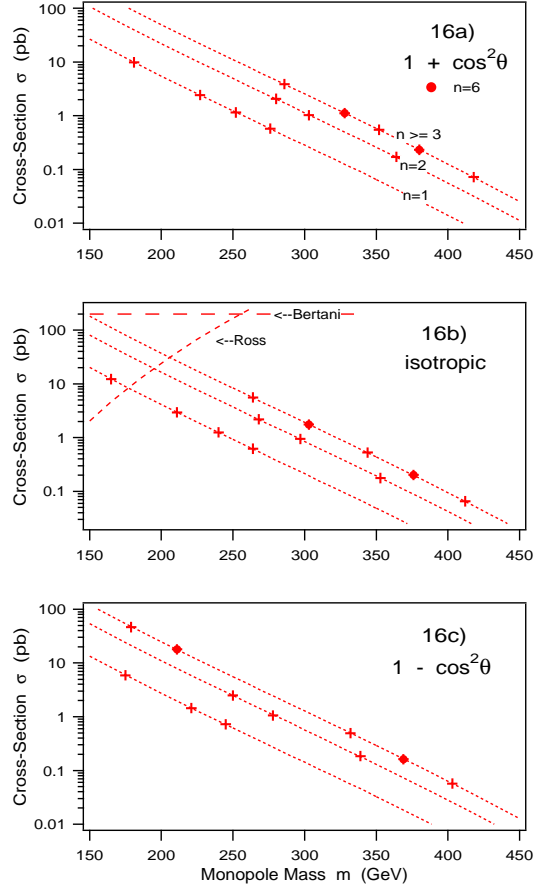 100
10
1
0.1
0.01
Cross-Section σ (pb)
16a)
1 + cos²θ
n=6
n >= 3
n=2
n=1
150 200 250 300 350 400 450
100
10
1
0.1
Cross-Section σ (pb)
<--Bertani
<--Ross
16b)
isotropic
150 200 250 300 350 400 450
100
10
1
0.1
0.01
Cross-Section σ (pb)
16c)
1 - cos²θ
150 200 250 300 350 400 450
Monopole Mass m (GeV)